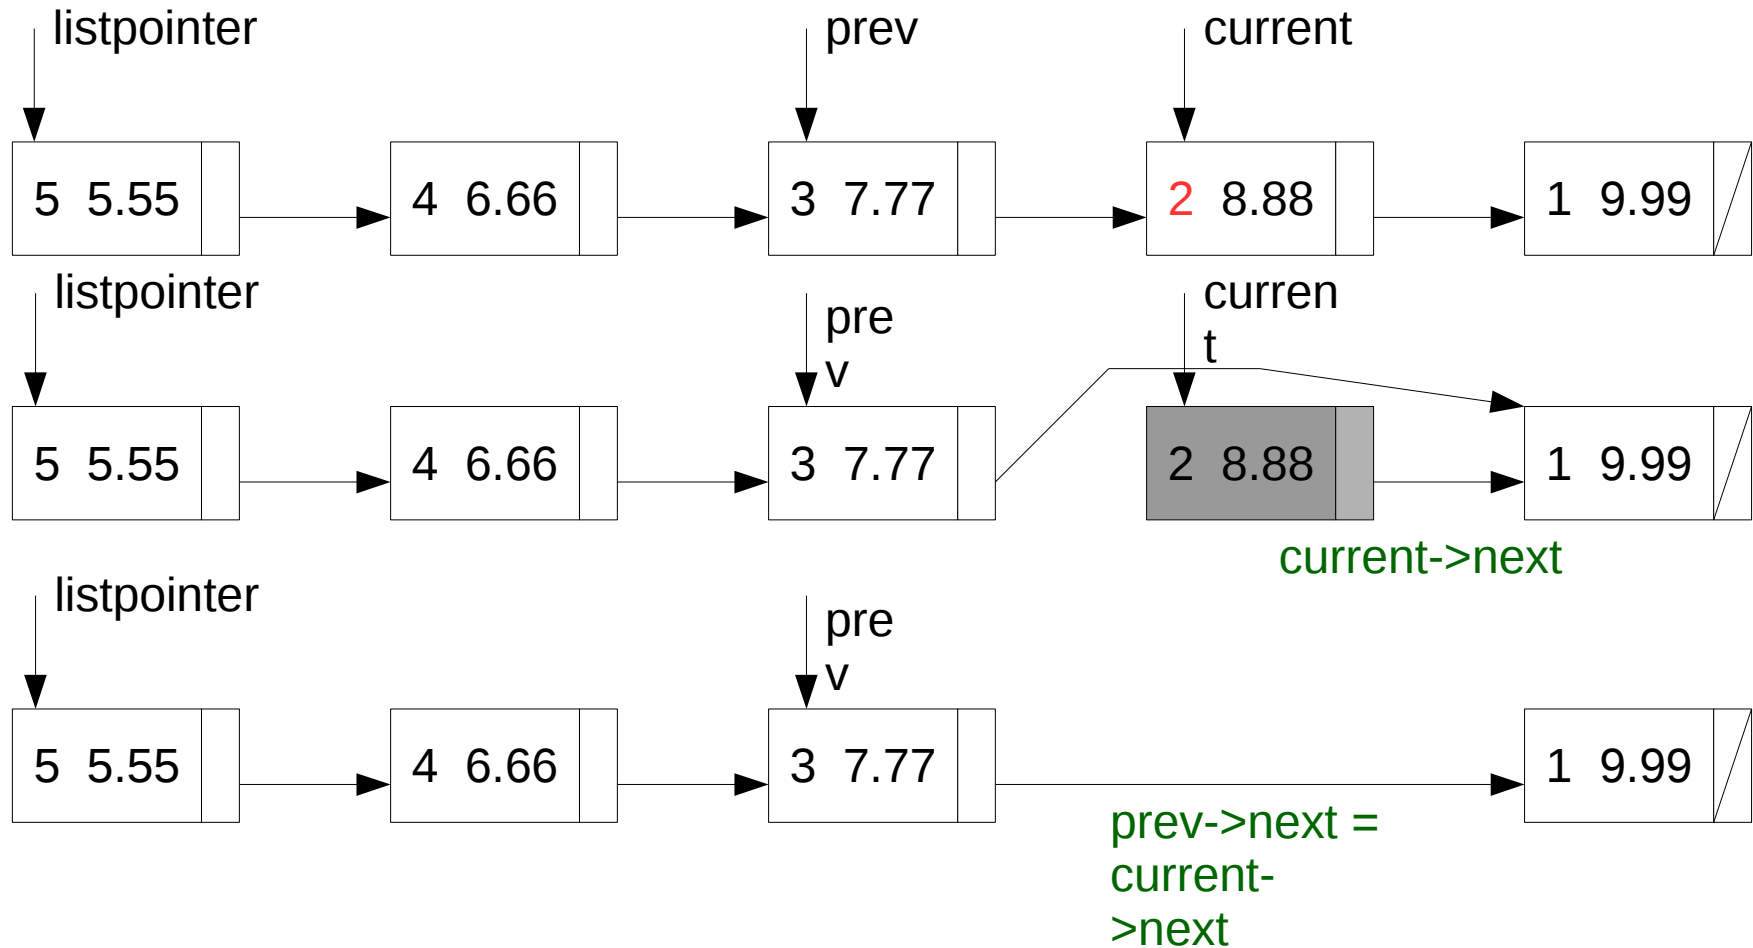 listpointer prev current
5 5.55 4 6.66 3 7.77 2 8.88 1 9.99
listpointer pre curren
v t
5 5.55 4 6.66 3 7.77 2 8.88 1 9.99
current->next
listpointer pre
v
5 5.55 4 6.66 3 7.77 1 9.99
prev->next =
current-
>next